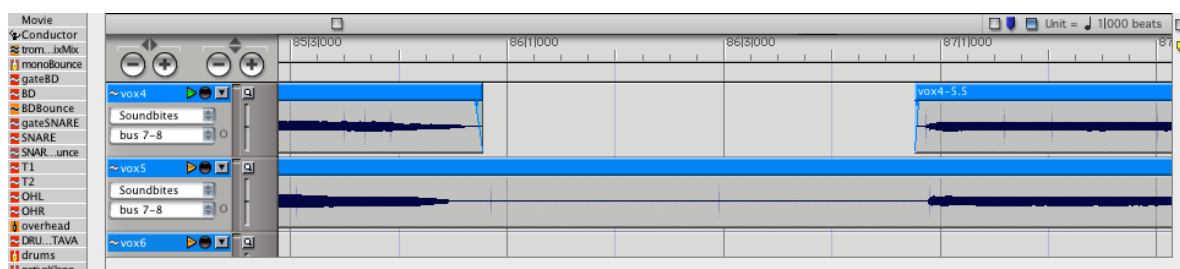 Movie
Conductor
trom...ixMix
monoBounce
gateBD
BD
BDBounce
gateSNARE
SNARE
SNAR...unce
T1
T2
OHL
OHR
overhead
DRU...TAVA
drums
Unit = 1|000 beats
85|3|000
86|1|000
86|3|000
87|1|000
87
vox4
vox4-5.5
Soundbites
bus 7-8
vox5
Soundbites
bus 7-8
vox6